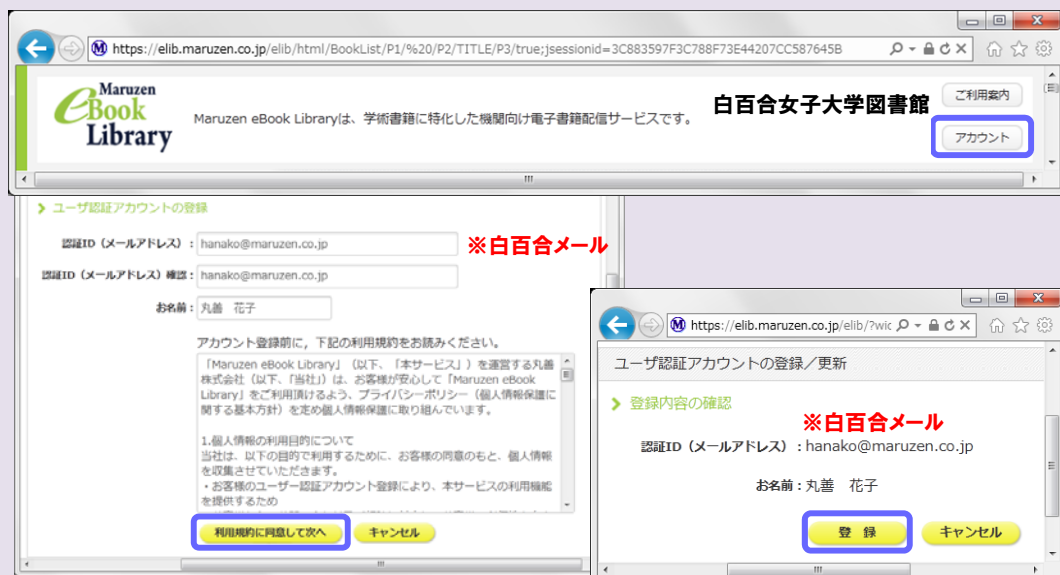 https://elib.maruzen.co.jp/elib/html/BookList/P1/%20/P2/TITLE/P3/true;jsessionid=3C883597F3C788F73E44207CC587645B
Maruzen
eBook
Library
Maruzen eBook Libraryは、学術書籍に特化した機関向け電子書籍配信サービスです。
白百合女子大学図書館
ご利用案内
アカウント
ユーザ認証アカウントの登録
認証ID（メールアドレス）：hanako@maruzen.co.jp
※白百合メール
認証ID（メールアドレス）確認：hanako@maruzen.co.jp
お名前：丸善　花子
アカウント登録前に，下記の利用規約をお読みください。
「Maruzen eBook Library」（以下、「本サービス」）を運営する丸善
株式会社（以下、「当社」）は、お客様が安心して「Maruzen eBook
Library」をご利用頂けるよう、プライバシーポリシー（個人情報保護に
関する基本方針）を定め個人情報保護に取り組んでいます。
1.個人情報の利用目的について
当社は、以下の目的で利用するために、お客様の同意のもと、個人情報
を収集させていただきます。
・お客様のユーザー認証アカウント登録により、本サービスの利用機能
を提供するため
利用規約に同意して次へ
キャンセル
https://elib.maruzen.co.jp/elib/?wic
ユーザ認証アカウントの登録／更新
登録内容の確認
※白百合メール
認証ID（メールアドレス）：hanako@maruzen.co.jp
お名前：丸善　花子
登 録
キャンセル